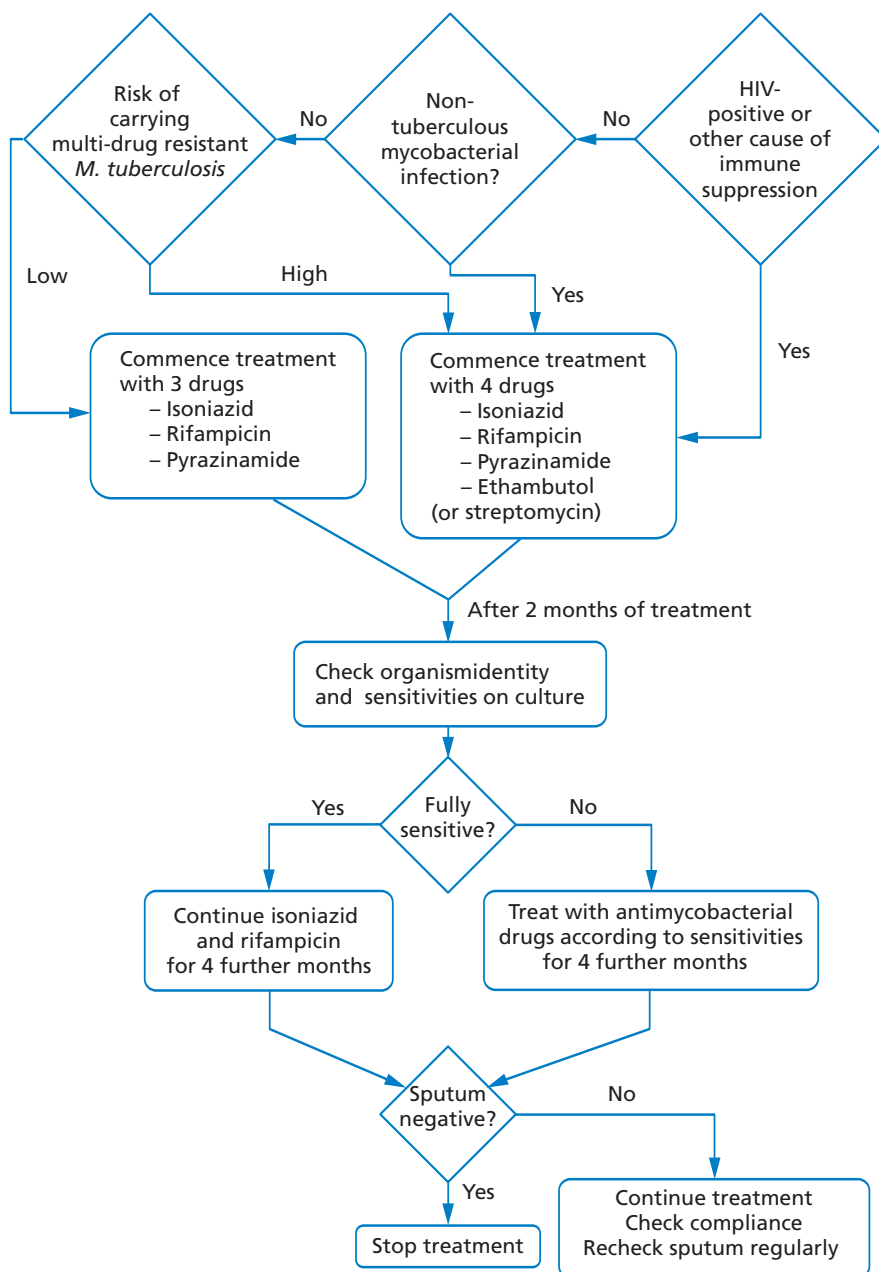 Risk of
carrying
multi-drug resistant
M. tuberculosis
No
Non-
tuberculous
mycobacterial
infection?
No
HIV-
positive or
other cause of
immune
suppression
Low
High
Yes
Yes
Commence treatment
with 3 drugs
– Isoniazid
– Rifampicin
– Pyrazinamide
Commence treatment
with 4 drugs
– Isoniazid
– Rifampicin
– Pyrazinamide
– Ethambutol
(or streptomycin)
After 2 months of treatment
Check organismidentity
and sensitivities on culture
Yes
Fully
sensitive?
No
Continue isoniazid
and rifampicin
for 4 further months
Treat with antimycobacterial
drugs according to sensitivities
for 4 further months
Sputum
negative?
No
Yes
Stop treatment
Continue treatment
Check compliance
Recheck sputum regularly